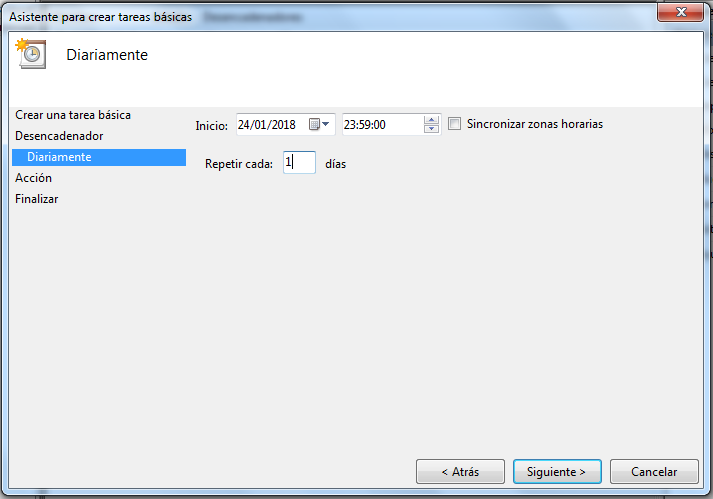 Asistente para crear tareas básicas Desencadenadores
Diariamente
Crear una tarea básica
Desencadenador
Diariamente
Acción
Finalizar
Inicio: 24/01/2018 23:59:00 Sincronizar zonas horarias
Repetir cada: 1 días
< Atrás Siguiente > Cancelar